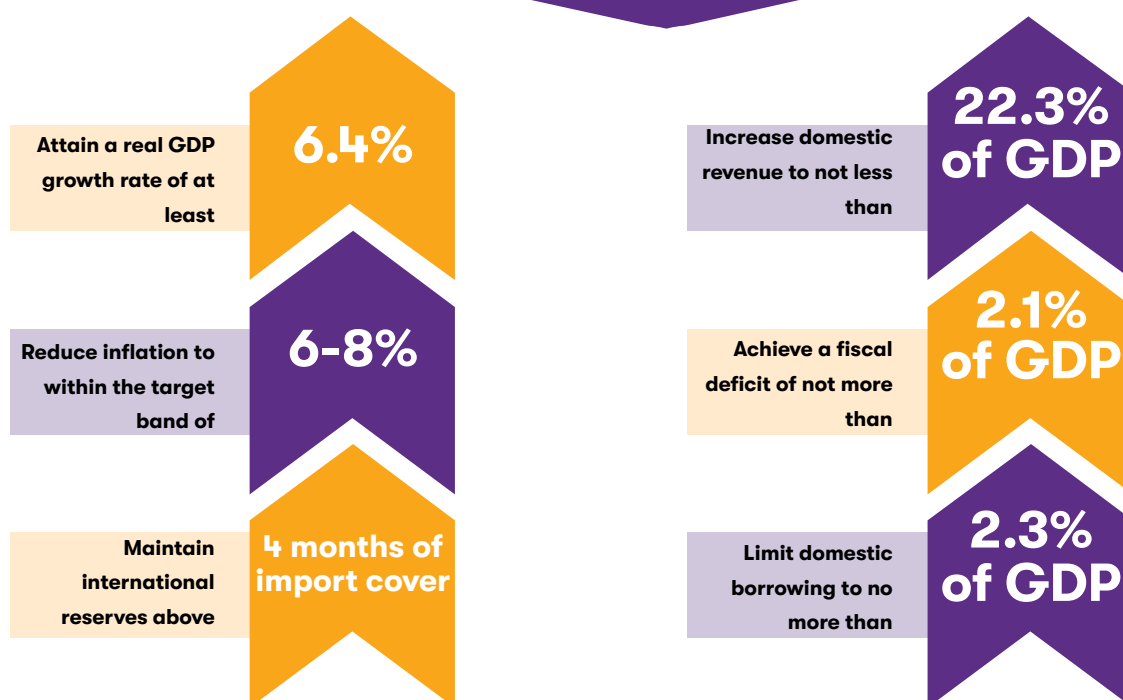 Attain a real GDP
growth rate of at
least
6.4%
Reduce inflation to
within the target
band of
6-8%
Maintain
international
reserves above
4 months of
import cover
Increase domestic
revenue to not less
than
22.3%
of GDP
Achieve a fiscal
deficit of not more
than
2.1%
of GDP
Limit domestic
borrowing to no
more than
2.3%
of GDP